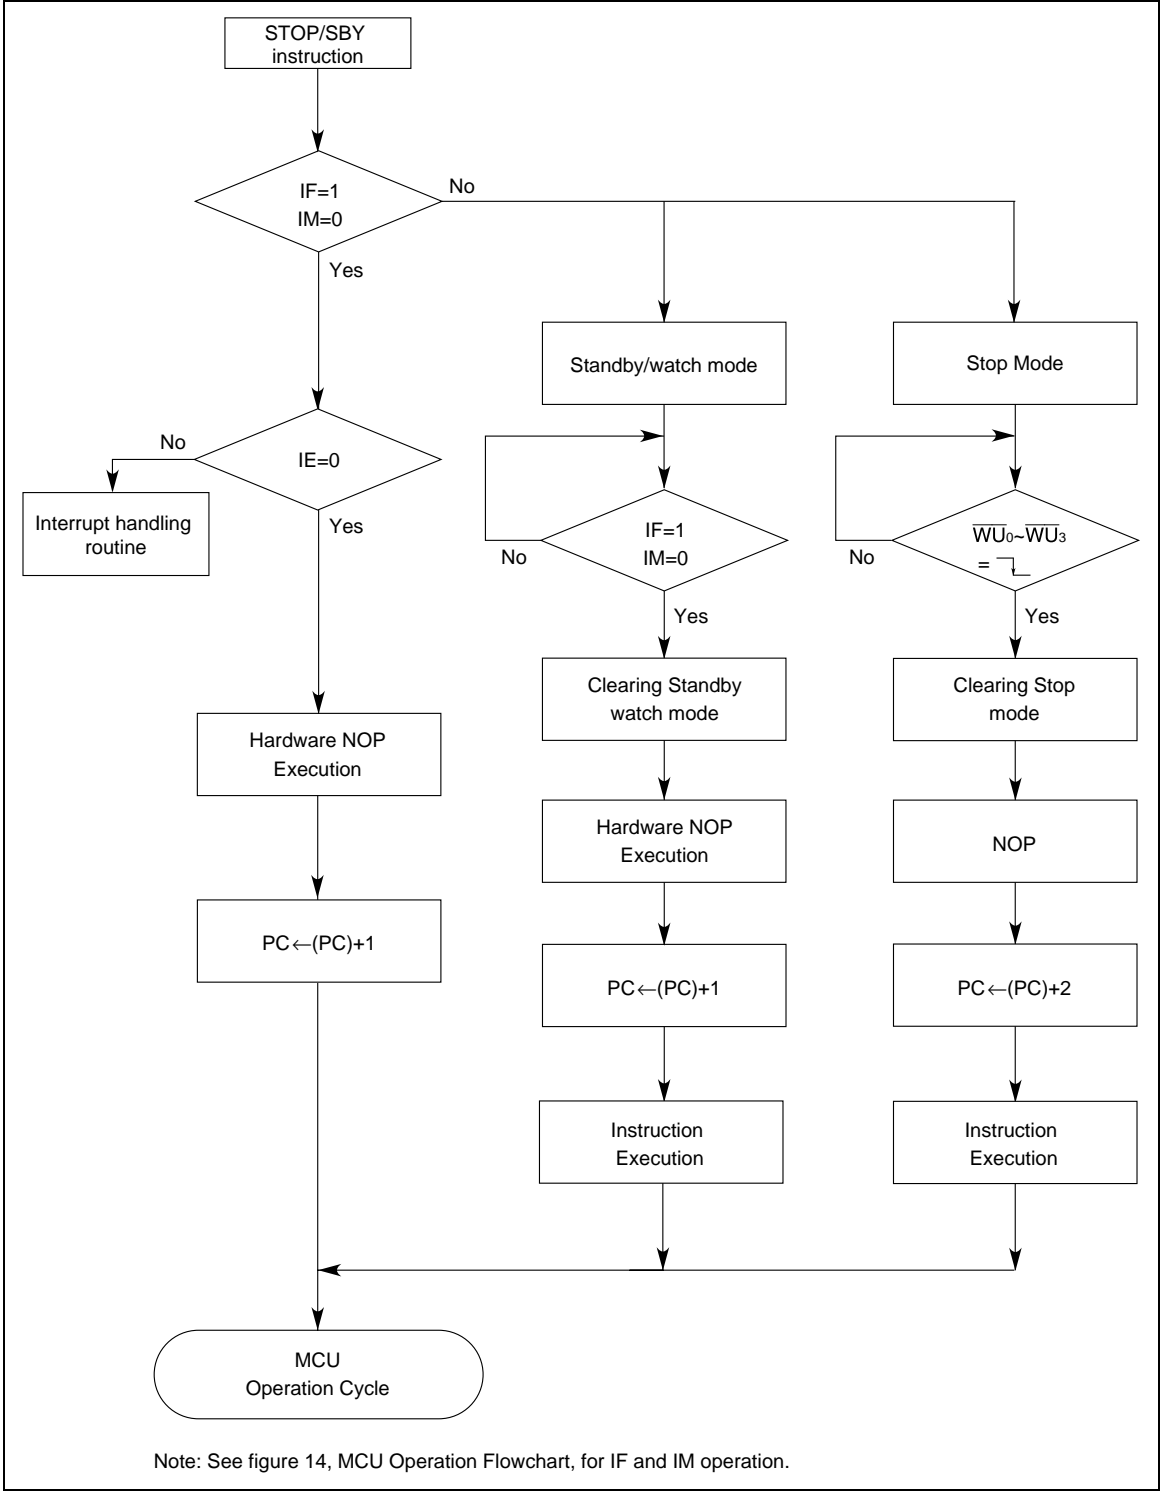 STOP/SBY
instruction
IF=1
IM=0
No
Yes
Standby/watch mode
Stop Mode
IE=0
No
Yes
Interrupt handling
routine
IF=1
IM=0
No
Yes
WU0~WU3
=
No
Yes
Clearing Standby
watch mode
Clearing Stop
mode
Hardware NOP
Execution
Hardware NOP
Execution
NOP
PC←(PC)+1
PC←(PC)+1
PC←(PC)+2
Instruction
Execution
Instruction
Execution
MCU
Operation Cycle
Note: See figure 14, MCU Operation Flowchart, for IF and IM operation.